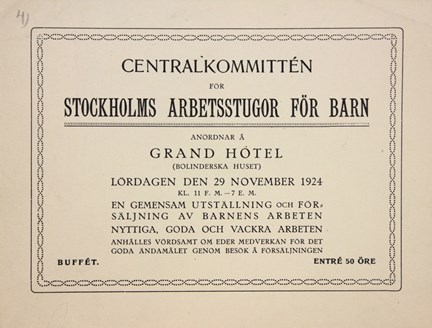 4)
CENTRALKOMMITTÉN
FÖR
STOCKHOLMS ARBETSSTUGOR FÖR BARN
ANORDNAR Å
GRAND HÔTEL
(BOLINDERSKA HUSET)
LÖRDAGEN DEN 29 NOVEMBER 1924
KL. 11 F. M.—7 E. M.
EN GEMENSAM UTSTÄLLNING OCH FÖR-
SÄLJNING AV BARNENS ARBETEN
NYTTIGA, GODA OCH VACKRA ARBETEN
ANHÅLLES VÖRDSAMT OM EDER MEDVERKAN FÖR DET
GODA ÄNDAMÅLET GENOM BESÖK Å FÖRSÄLJNINGEN
BUFFÉT. ENTRÉ 50 ÖRE